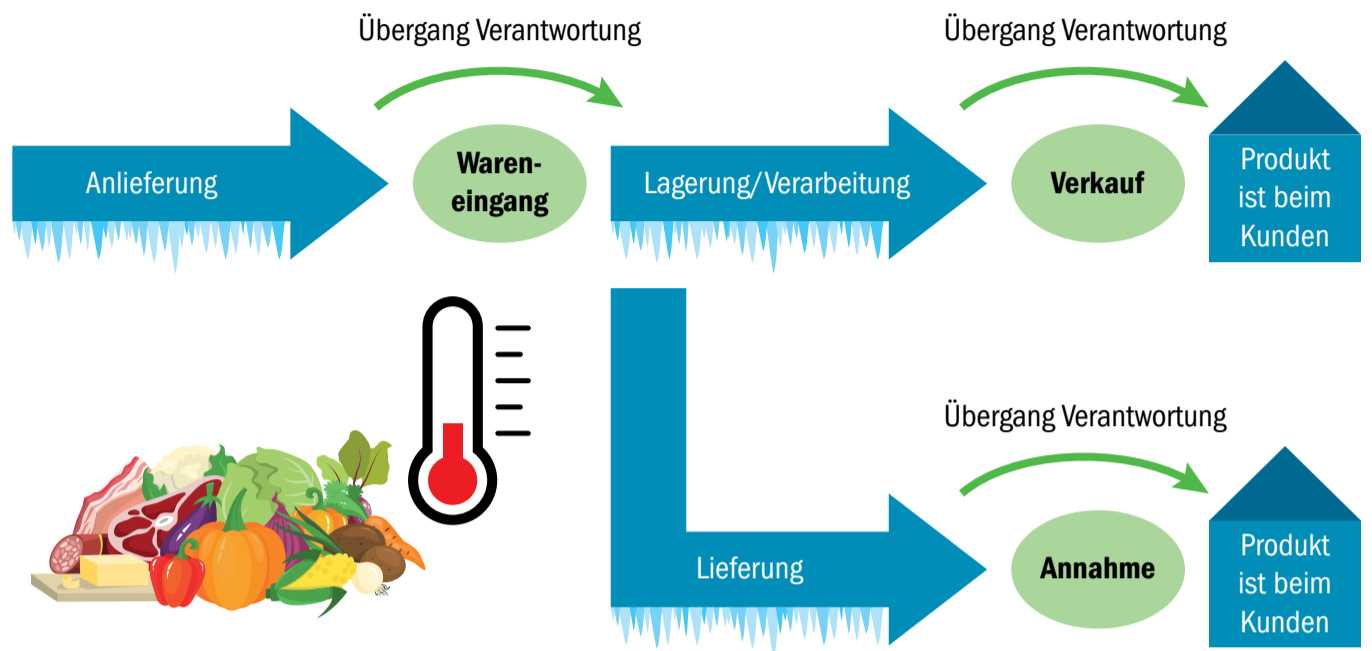 Übergang Verantwortung
Übergang Verantwortung
Anlieferung
Waren-
eingang
Lagerung/Verarbeitung
Verkauf
Produkt
ist beim
Kunden
Übergang Verantwortung
Lieferung
Annahme
Produkt
ist beim
Kunden